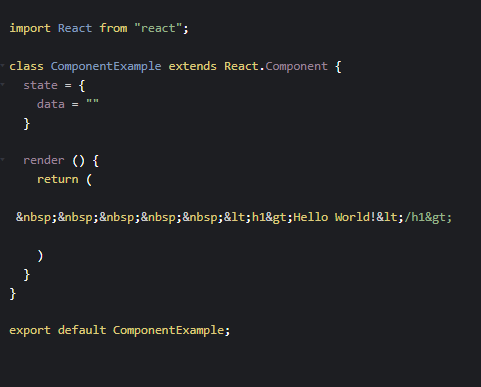 import React from "react";
class ComponentExample extends React.Component {
state = {
data = ""
}
render () {
return (
&nbsp;&nbsp;&nbsp;&nbsp;&nbsp;&lt;h1&gt;Hello World!&lt;/h1&gt;
)
}
}
export default ComponentExample;